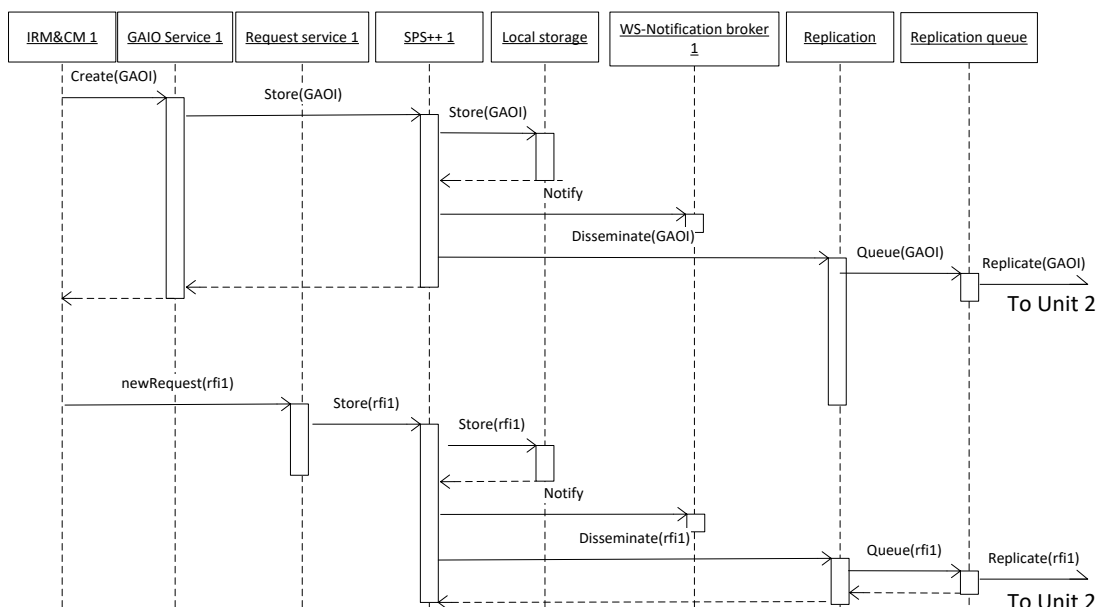 IRM&CM 1
GAIO Service 1
Request service 1
SPS++ 1
Local storage
WS-Notification broker
1
Replication
Replication queue
Create(GAOI)
Store(GAOI)
Store(GAOI)
Notify
Disseminate(GAOI)
Queue(GAOI)
Replicate(GAOI)
To Unit 2
newRequest(rfi1)
Store(rfi1)
Store(rfi1)
Notify
Disseminate(rfi1)
Queue(rfi1)
Replicate(rfi1)
To Unit 2